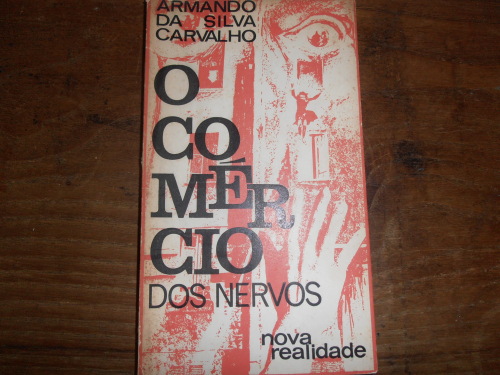 ARMANDO
DA SILVA
CARVALHO
O
CO
MÉR
CIO
DOS NERVOS
nova
realidade